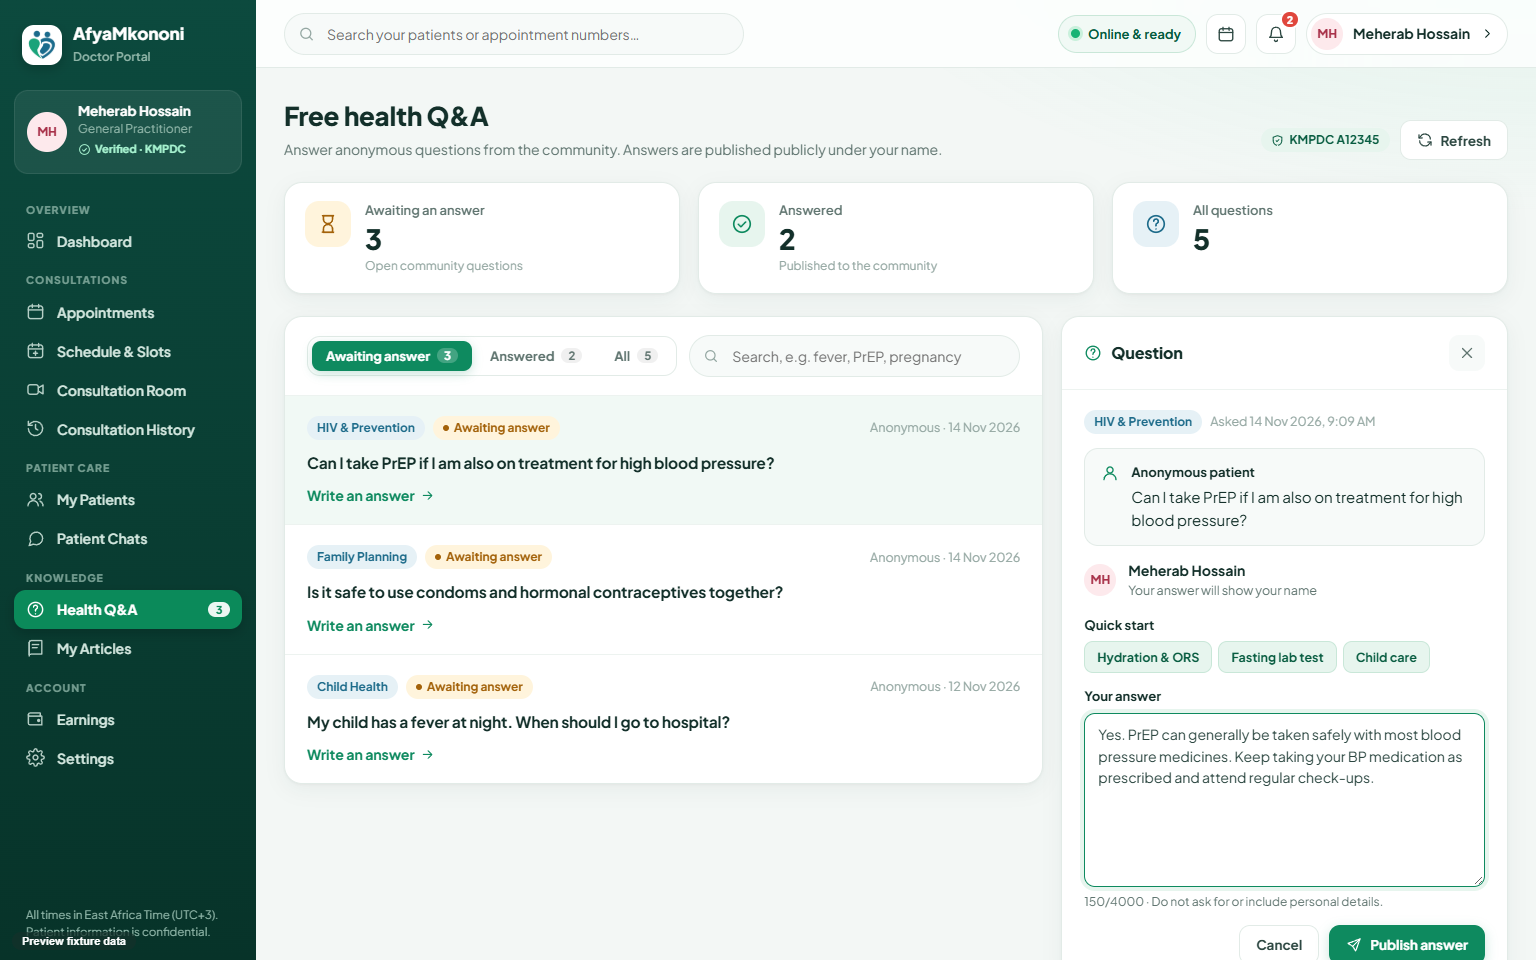 AfyaMkononi
Doctor Portal
MH
Meherab Hossain
General Practitioner
Verified · KMPDC
OVERVIEW
Dashboard
CONSULTATIONS
Appointments
Schedule & Slots
Consultation Room
Consultation History
PATIENT CARE
My Patients
Patient Chats
KNOWLEDGE
Health Q&A 3
My Articles
ACCOUNT
Earnings
Settings
All times in East Africa Time (UTC+3).
Patient information is confidential.
Preview fixture data
Search your patients or appointment numbers...
Online & ready
2
MH Meherab Hossain
Free health Q&A
Answer anonymous questions from the community. Answers are published publicly under your name.
KMPDC A12345
Refresh
Awaiting an answer
3
Open community questions
Answered
2
Published to the community
All questions
5
Awaiting answer 3 Answered 2 All 5
Search, e.g. fever, PrEP, pregnancy
HIV & Prevention Awaiting answer Anonymous · 14 Nov 2026
Can I take PrEP if I am also on treatment for high blood pressure?
Write an answer →
Family Planning Awaiting answer Anonymous · 14 Nov 2026
Is it safe to use condoms and hormonal contraceptives together?
Write an answer →
Child Health Awaiting answer Anonymous · 12 Nov 2026
My child has a fever at night. When should I go to hospital?
Write an answer →
Question
HIV & Prevention Asked 14 Nov 2026, 9:09 AM
Anonymous patient
Can I take PrEP if I am also on treatment for high
blood pressure?
MH
Meherab Hossain
Your answer will show your name
Quick start
Hydration & ORS Fasting lab test Child care
Your answer
Yes. PrEP can generally be taken safely with most blood
pressure medicines. Keep taking your BP medication as
prescribed and attend regular check-ups.
150/4000 · Do not ask for or include personal details.
Cancel Publish answer